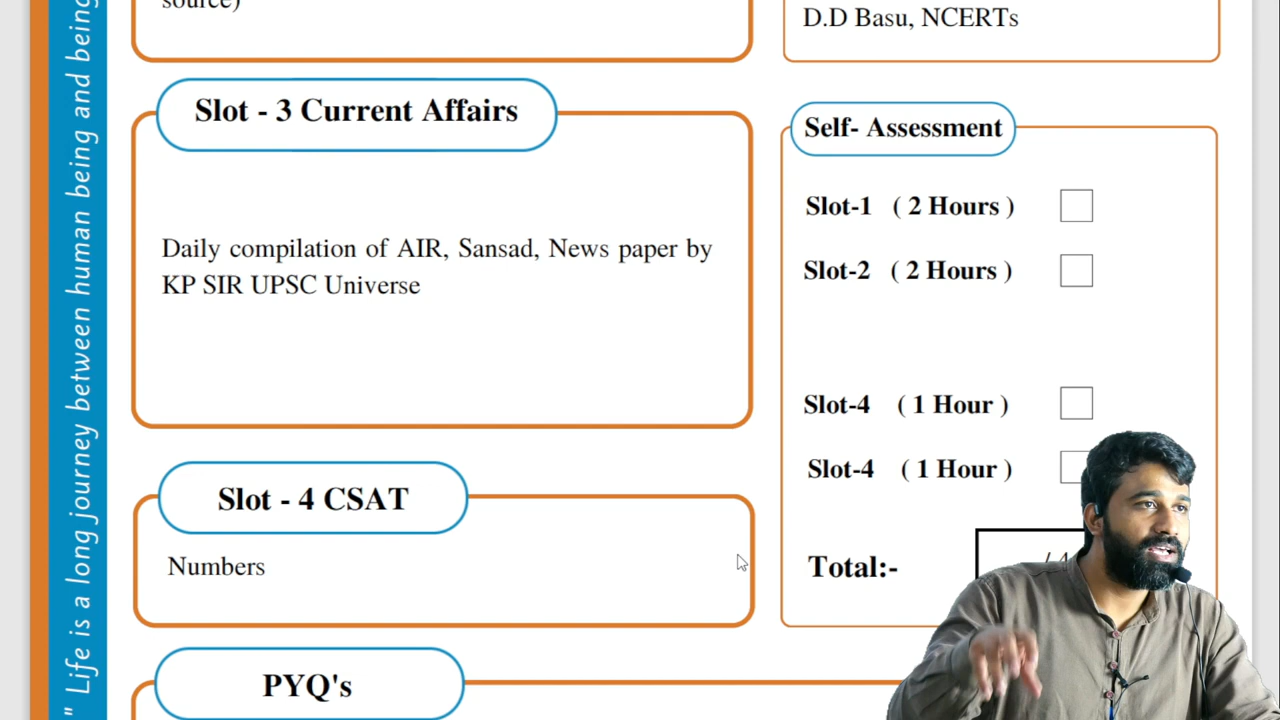 source)
D.D Basu, NCERTs
Slot - 3 Current Affairs
Daily compilation of AIR, Sansad, News paper by
KP SIR UPSC Universe
Self- Assessment
Slot-1 ( 2 Hours )
Slot-2 ( 2 Hours )
Slot-4 ( 1 Hour )
Slot-4 ( 1 Hour )
Total:-
Slot - 4 CSAT
Numbers
PYQ's
" Life is a long journey between human being and being